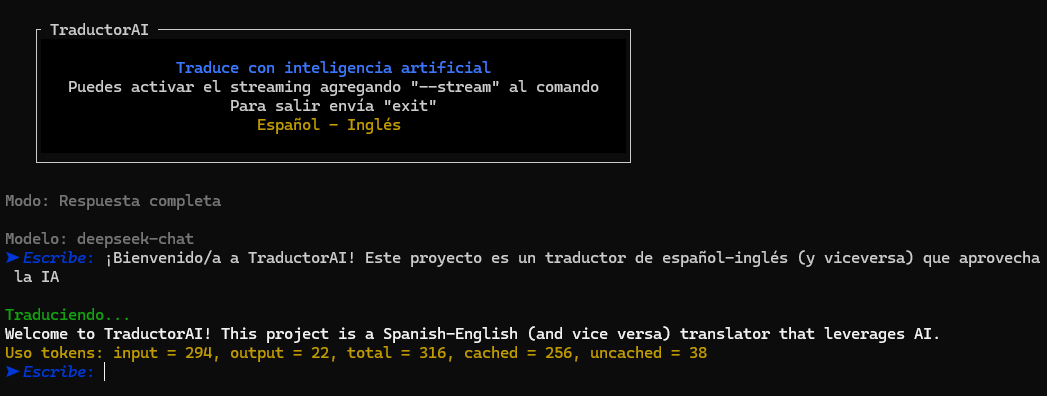 TraductorAI
Traduce con inteligencia artificial
Puedes activar el streaming agregando "--stream" al comando
Para salir envía "exit"
Español - Inglés
Modo: Respuesta completa
Modelo: deepseek-chat
➤ Escribe: ¡Bienvenido/a a TraductorAI! Este proyecto es un traductor de español-inglés (y viceversa) que aprovecha
la IA
Traduciendo...
Welcome to TraductorAI! This project is a Spanish-English (and vice versa) translator that leverages AI.
Uso tokens: input = 294, output = 22, total = 316, cached = 256, uncached = 38
➤ Escribe: